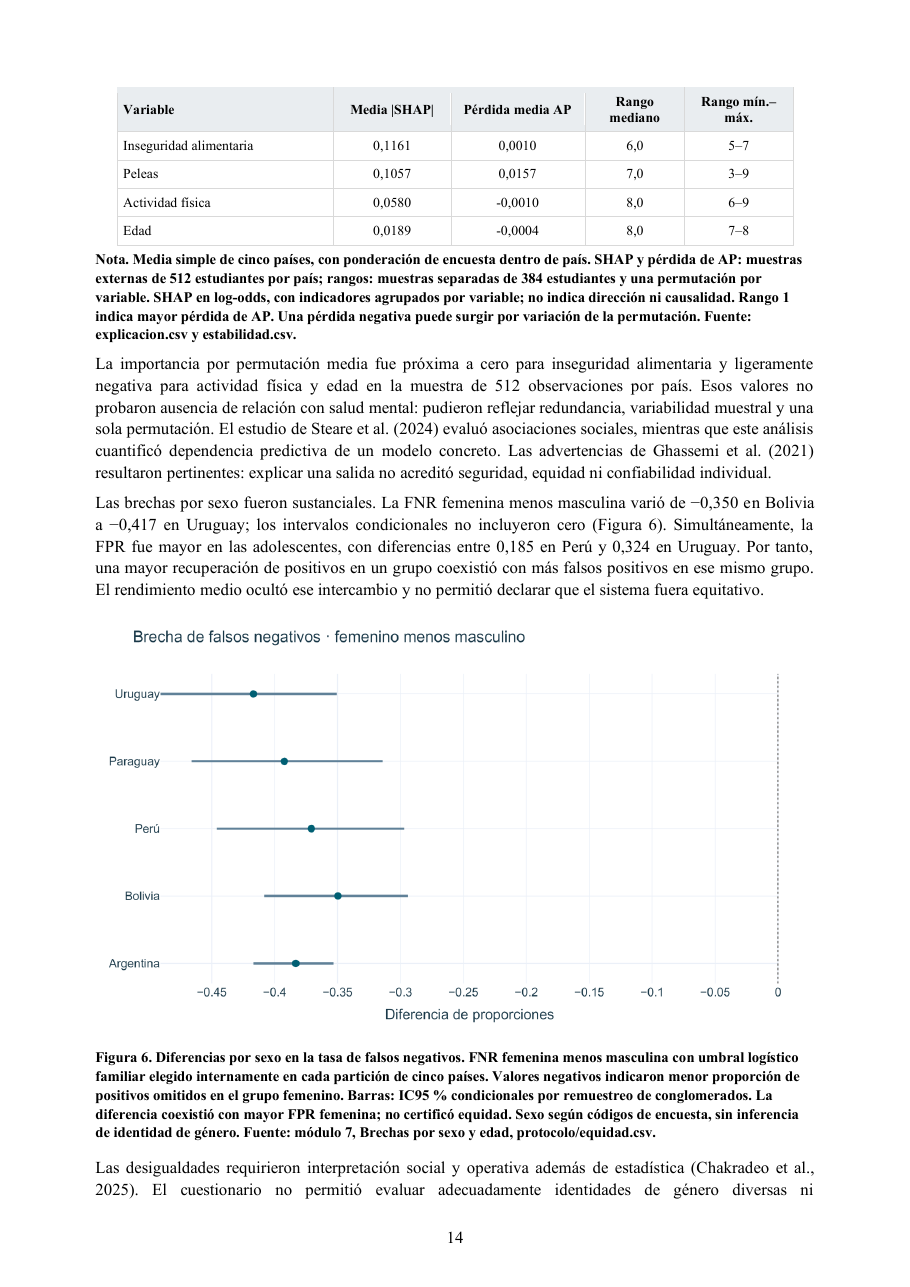 Variable Media |SHAP| Pérdida media AP Rango mediano Rango mín.–máx.
Inseguridad alimentaria 0,1161 0,0010 6,0 5–7
Peleas 0,1057 0,0157 7,0 3–9
Actividad física 0,0580 -0,0010 8,0 6–9
Edad 0,0189 -0,0004 8,0 7–8
Nota. Media simple de cinco países, con ponderación de encuesta dentro de país. SHAP y pérdida de AP: muestras
externas de 512 estudiantes por país; rangos: muestras separadas de 384 estudiantes y una permutación por
variable. SHAP en log-odds, con indicadores agrupados por variable; no indica dirección ni causalidad. Rango 1
indica mayor pérdida de AP. Una pérdida negativa puede surgir por variación de la permutación. Fuente:
explicacion.csv y estabilidad.csv.
La importancia por permutación media fue próxima a cero para inseguridad alimentaria y ligeramente
negativa para actividad física y edad en la muestra de 512 observaciones por país. Esos valores no
probaron ausencia de relación con salud mental: pudieron reflejar redundancia, variabilidad muestral y una
sola permutación. El estudio de Steare et al. (2024) evaluó asociaciones sociales, mientras que este análisis
cuantificó dependencia predictiva de un modelo concreto. Las advertencias de Ghassemi et al. (2021)
resultaron pertinentes: explicar una salida no acreditó seguridad, equidad ni confiabilidad individual.
Las brechas por sexo fueron sustanciales. La FNR femenina menos masculina varió de −0,350 en Bolivia
a −0,417 en Uruguay; los intervalos condicionales no incluyeron cero (Figura 6). Simultáneamente, la
FPR fue mayor en las adolescentes, con diferencias entre 0,185 en Perú y 0,324 en Uruguay. Por tanto,
una mayor recuperación de positivos en un grupo coexistió con más falsos positivos en ese mismo grupo.
El rendimiento medio ocultó ese intercambio y no permitió declarar que el sistema fuera equitativo.
Brecha de falsos negativos · femenino menos masculino
Uruguay
Paraguay
Perú
Bolivia
Argentina
−0.45 −0.4 −0.35 −0.3 −0.25 −0.2 −0.15 −0.1 −0.05 0
Diferencia de proporciones
Figura 6. Diferencias por sexo en la tasa de falsos negativos. FNR femenina menos masculina con umbral logístico
familiar elegido internamente en cada partición de cinco países. Valores negativos indicaron menor proporción de
positivos omitidos en el grupo femenino. Barras: IC95 % condicionales por remuestreo de conglomerados. La
diferencia coexistió con mayor FPR femenina; no certificó equidad. Sexo según códigos de encuesta, sin inferencia
de identidad de género. Fuente: módulo 7, Brechas por sexo y edad, protocolo/equidad.csv.
Las desigualdades requirieron interpretación social y operativa además de estadística (Chakradeo et al.,
2025). El cuestionario no permitió evaluar adecuadamente identidades de género diversas ni
14